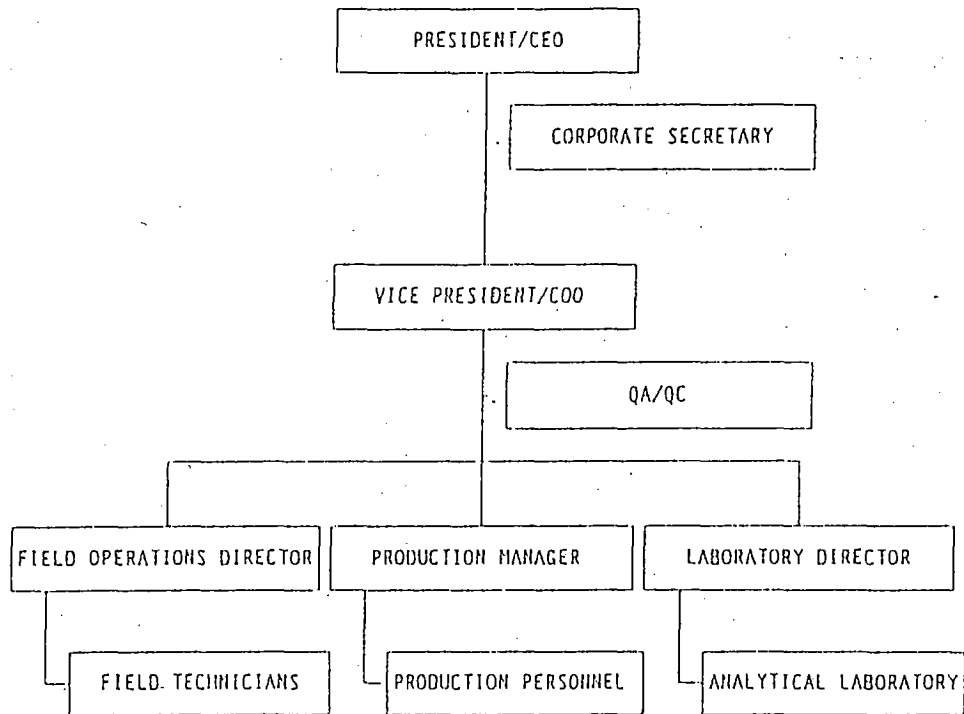 PRESIDENT/CEO
CORPORATE SECRETARY
VICE PRESIDENT/COO
QA/QC
FIELD OPERATIONS DIRECTOR
PRODUCTION MANAGER
LABORATORY DIRECTOR
FIELD TECHNICIANS
PRODUCTION PERSONNEL
ANALYTICAL LABORATORY